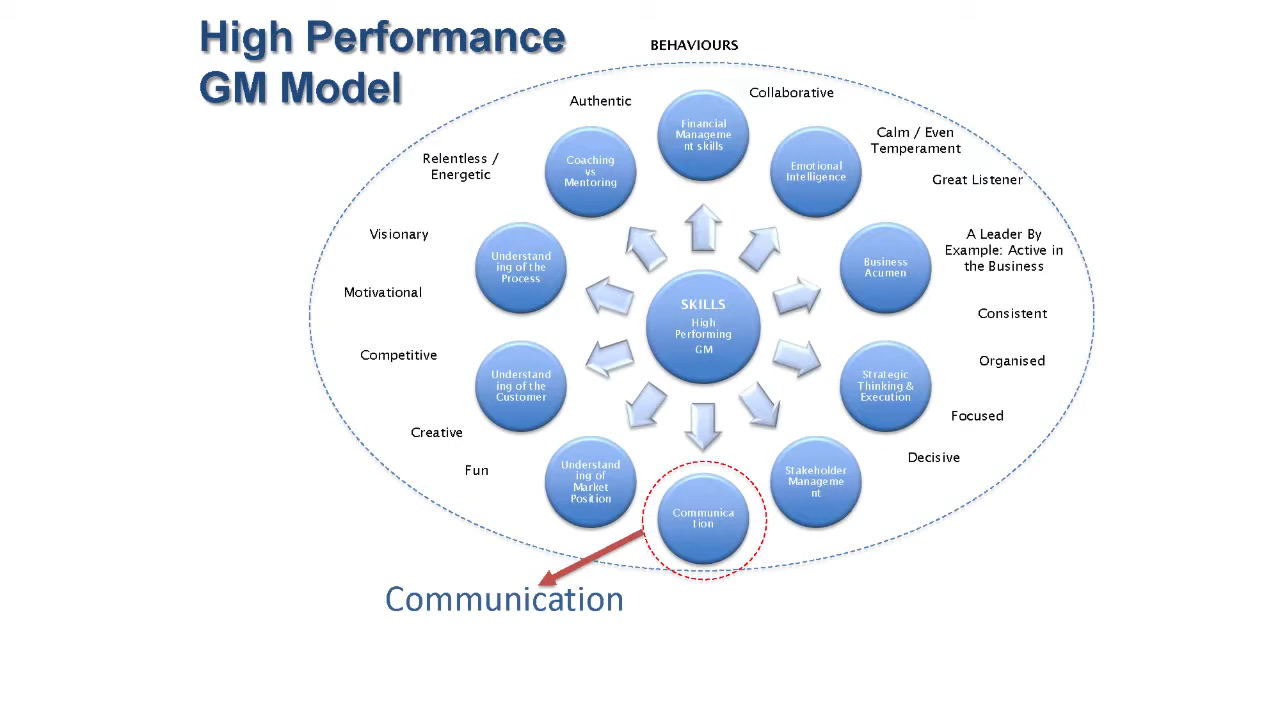 High Performance
GM Model
BEHAVIOURS
Authentic
Collaborative
Financial
Manageme
nt skills
Calm / Even
Temperament
Relentless /
Energetic
Coaching
vs
Mentoring
Emotional
Intelligence
Great Listener
Visionary
Understand
ing of the
Process
Business
Acumen
A Leader By
Example: Active in
the Business
Motivational
SKILLS
High
Performing
GM
Consistent
Competitive
Organised
Understand
ing of the
Customer
Strategic
Thinking &
Execution
Focused
Creative
Decisive
Fun
Understand
ing of
Market
Position
Stakeholder
Manageme
nt
Communica
tion
Communication